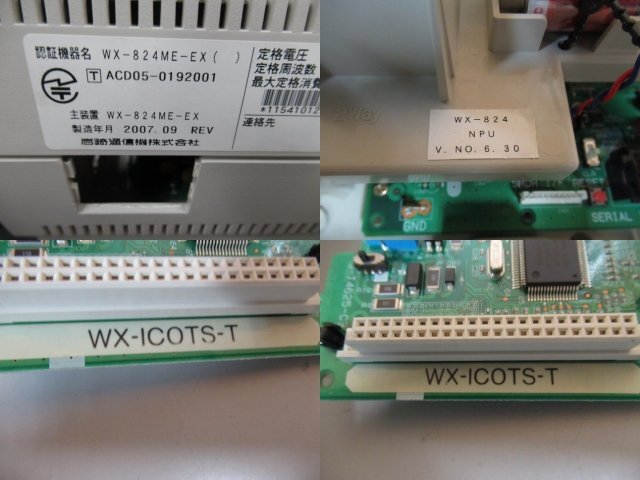 認証機器名 WX-824ME-EX( )
T ACD05-0192001
主装置 WX-824ME-EX
製造年月 2007.09 REV
岩崎通信機株式会社
定格電圧
定格周波数
最大定格消費
*11541012
連絡先
2Way
WX-824
NPU
V. NO. 6. 30
GND
SERIAL
WX-ICOTS-T
74625-C
WX-ICOTS-T